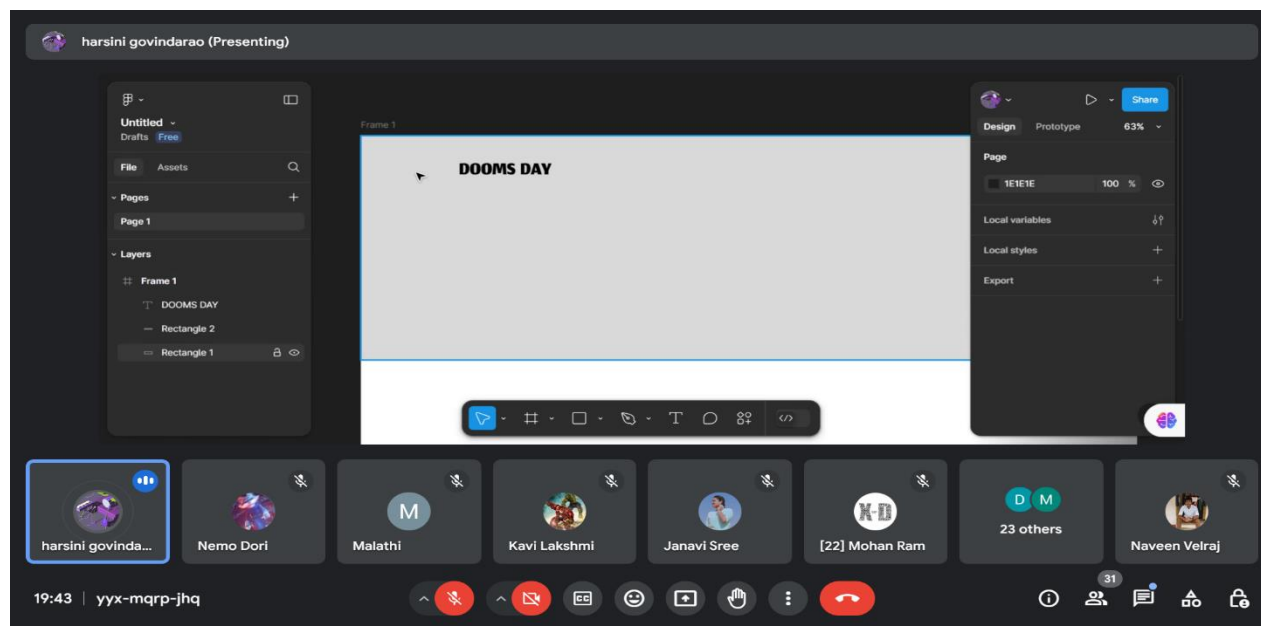 harsini govindarao (Presenting)
Untitled
Drafts Free
File Assets
Pages
Page 1
Layers
Frame 1
DOOMS DAY
Rectangle 2
Rectangle 1
Frame 1
DOOMS DAY
Share
Design Prototype 63%
Page
1E1E1E 100 %
Local variables
Local styles
Export
harsini govinda...
Nemo Dori
M
Malathi
Kavi Lakshmi
Janavi Sree
X-D
[22] Mohan Ram
D M
23 others
Naveen Velraj
19:43 | yyx-mqrp-jhq
CC
31